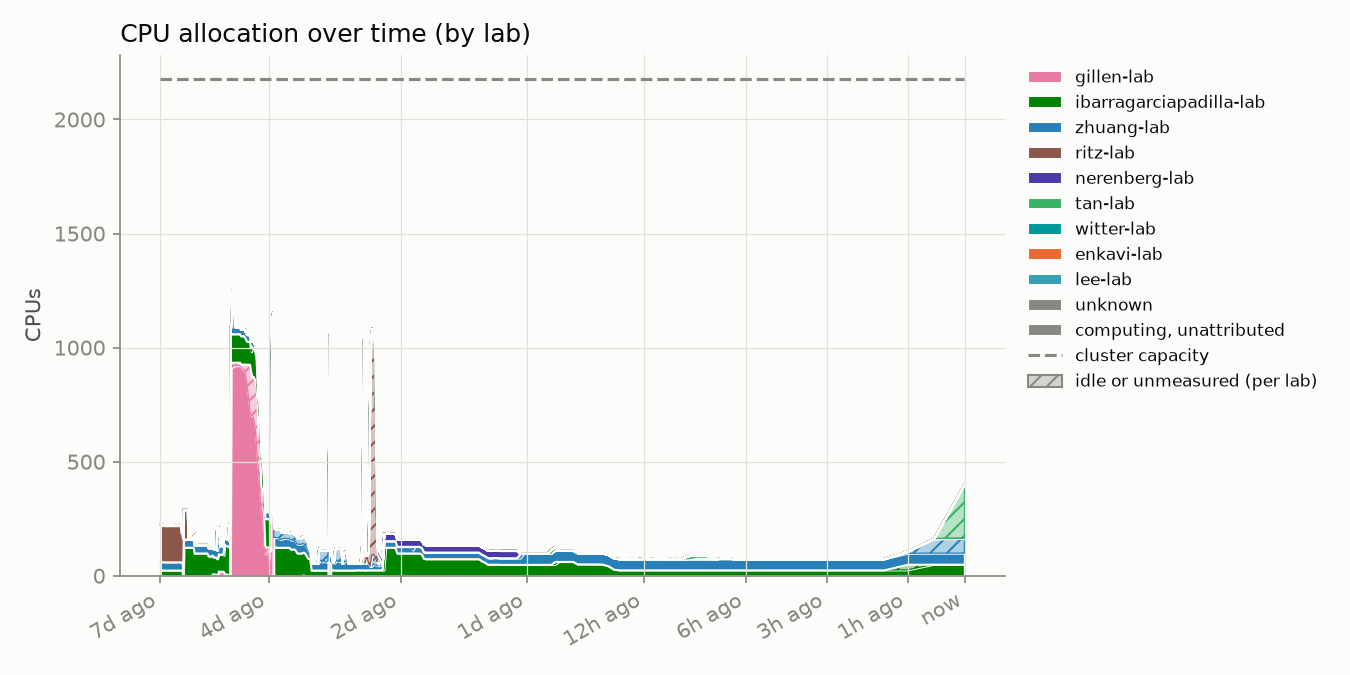 CPU allocation over time (by lab)
CPUs
2000
1500
1000
500
0
7d ago
4d ago
2d ago
1d ago
12h ago
6h ago
3h ago
1h ago
now
gillen-lab
ibarragarciapadilla-lab
zhuang-lab
ritz-lab
nerenberg-lab
tan-lab
witter-lab
enkavi-lab
lee-lab
unknown
computing, unattributed
cluster capacity
idle or unmeasured (per lab)